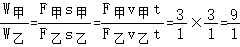 W甲/W乙 = F甲s甲/F乙s乙 = F甲v甲t/F乙v乙t = 3/1 × 3/1 = 9/1